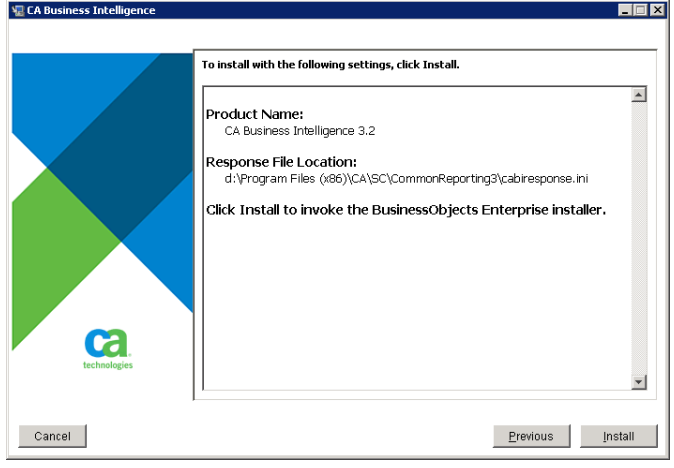 CA Business Intelligence
To install with the following settings, click Install.
Product Name:
CA Business Intelligence 3.2
Response File Location:
d:\Program Files (x86)\CA\SC\CommonReporting3\cabiresponse.ini
Click Install to invoke the BusinessObjects Enterprise installer.
ca
technologies
Cancel
Previous
Install